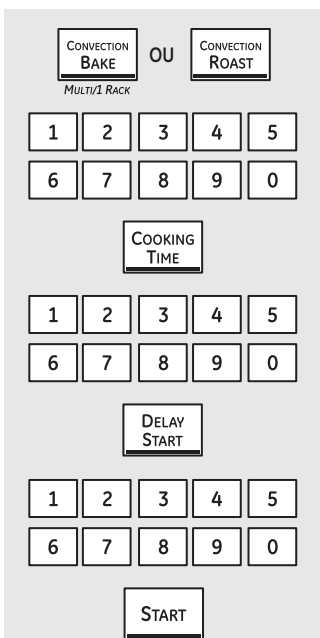 CONVECTION BAKE OU CONVECTION ROAST
MULTI/1 RACK
1 2 3 4 5
6 7 8 9 0
COOKING TIME
1 2 3 4 5
6 7 8 9 0
DELAY START
1 2 3 4 5
6 7 8 9 0
START